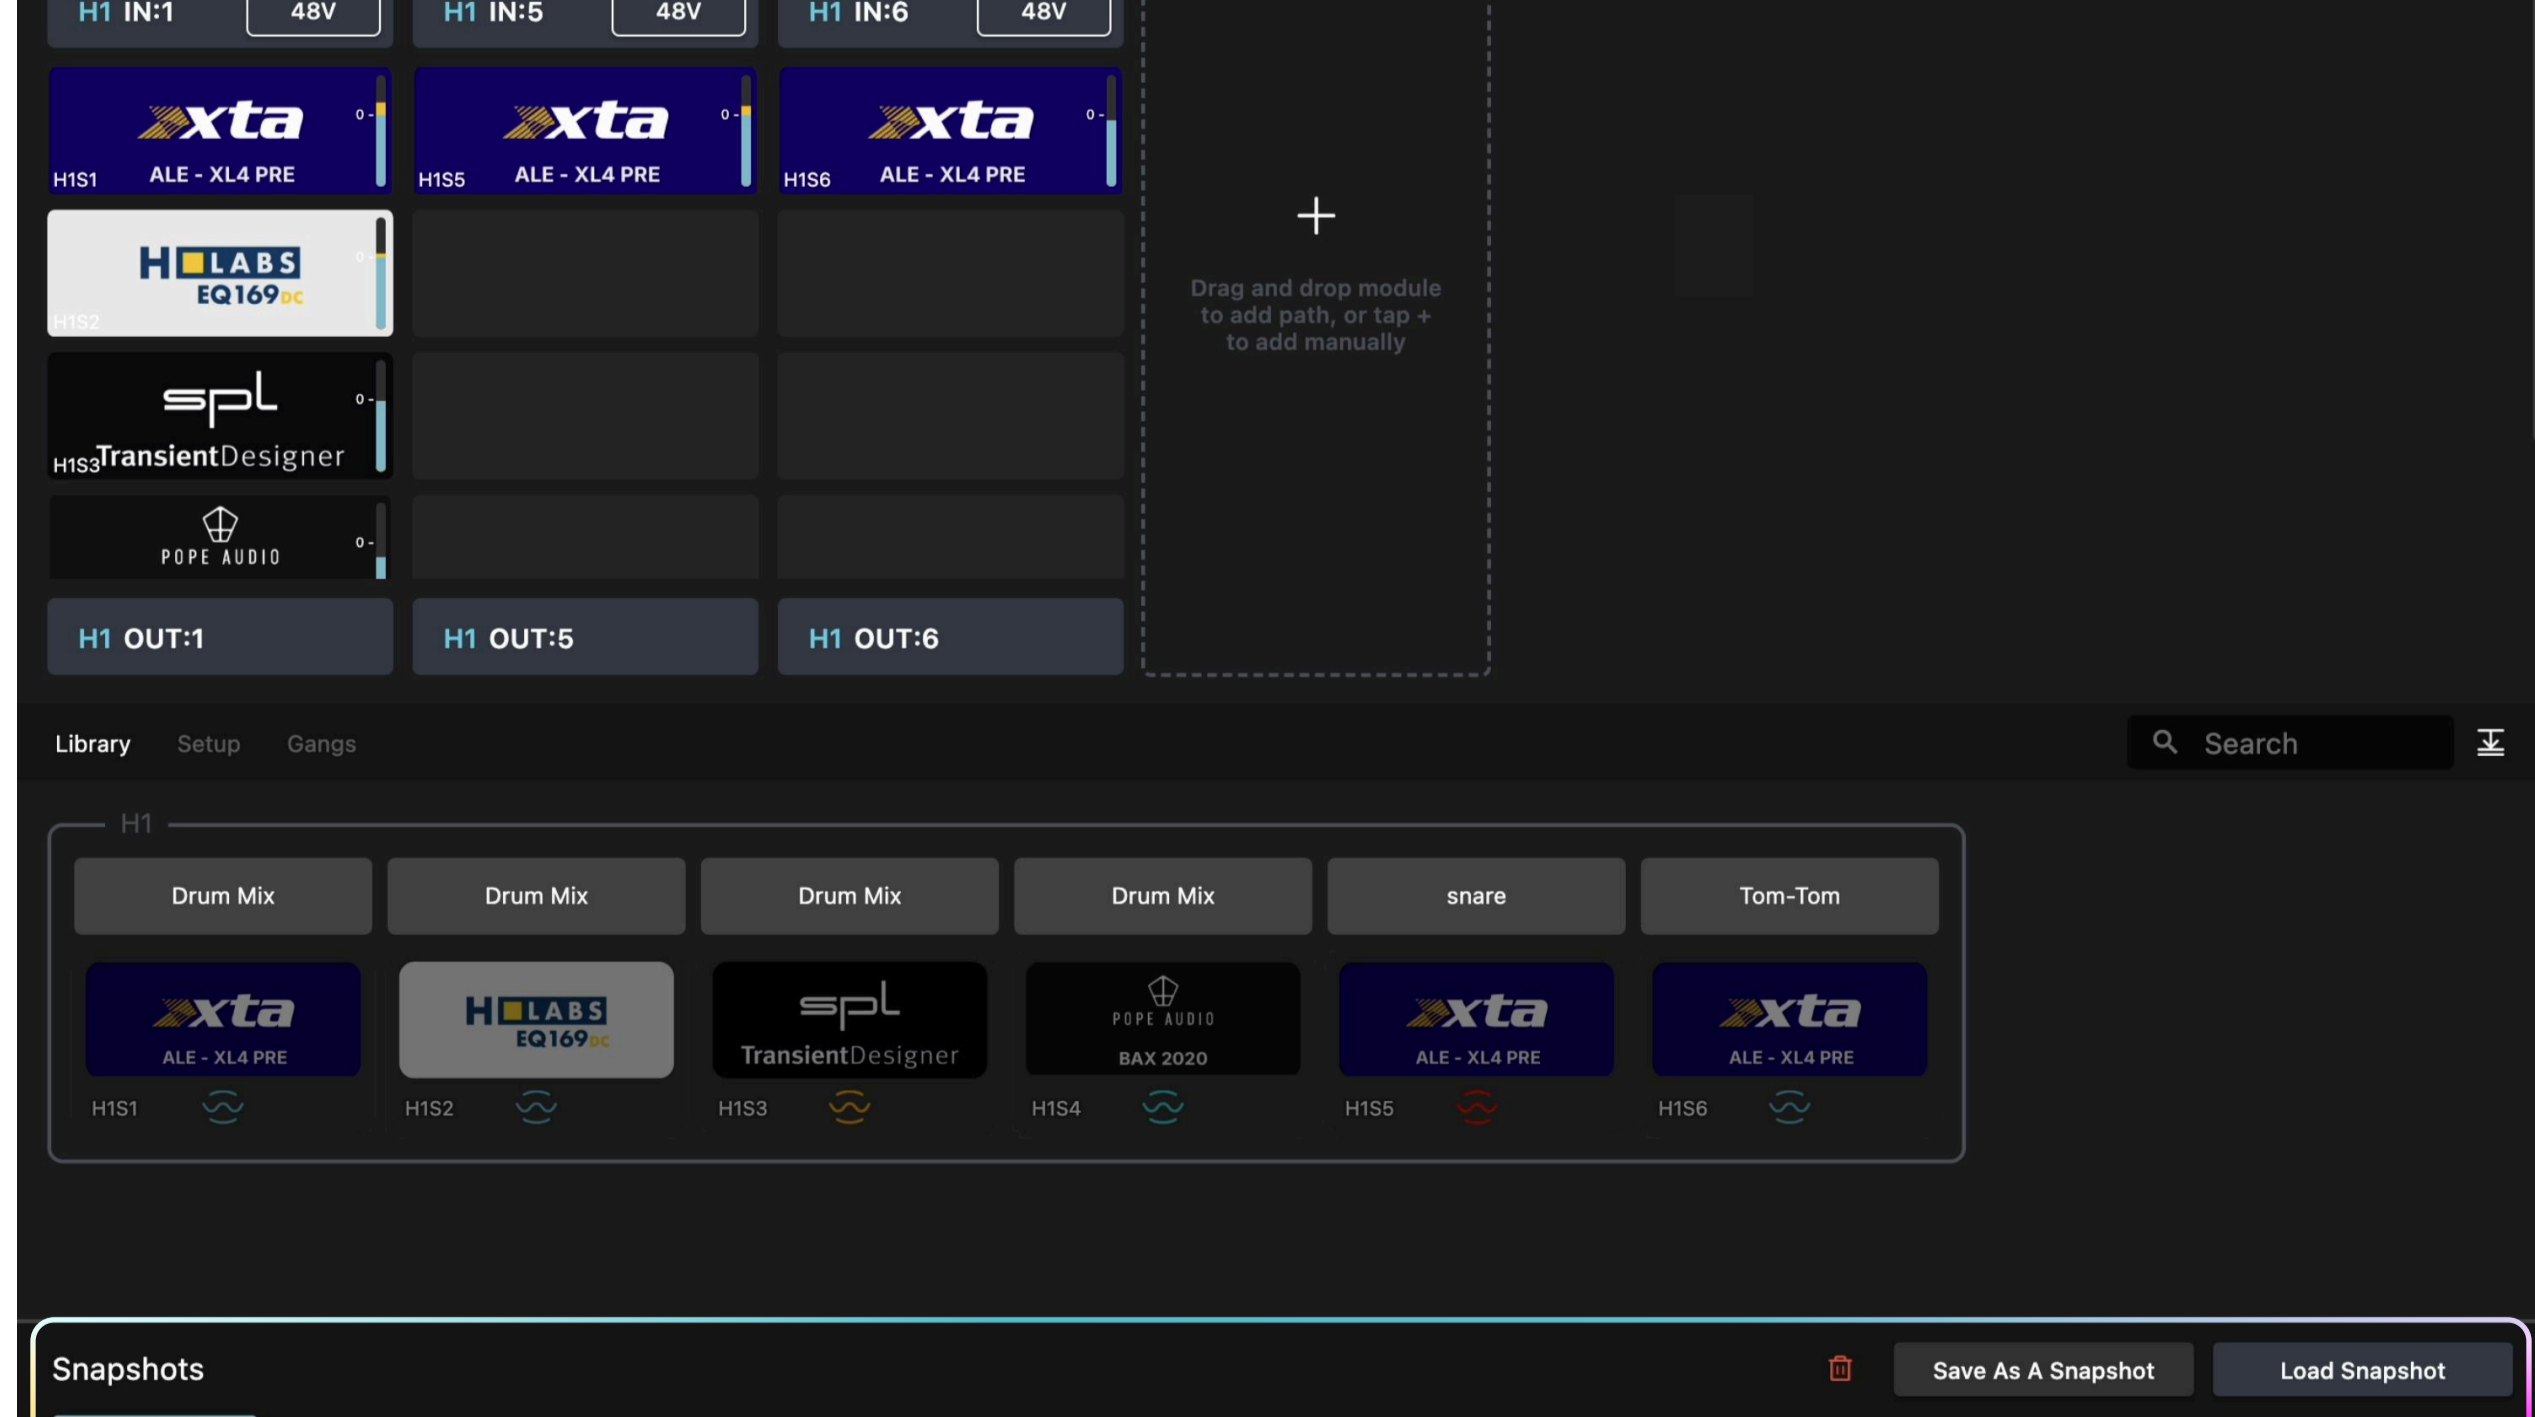 H1 IN:1 48V H1 IN:5 48V H1 IN:6 48V
xta 0 - xta 0 - xta 0 -
H1S1 ALE - XL4 PRE H1S5 ALE - XL4 PRE H1S6 ALE - XL4 PRE
H LABS 0 -
EQ169DC
H1S2
Drag and drop module
to add path, or tap +
to add manually
spl 0 -
H1S3 TransientDesigner
POPE AUDIO 0 -
H1 OUT:1 H1 OUT:5 H1 OUT:6
Library Setup Gangs Search
H1
Drum Mix Drum Mix Drum Mix Drum Mix snare Tom-Tom
xta H LABS spl POPE AUDIO xta xta
ALE - XL4 PRE EQ169DC TransientDesigner BAX 2020 ALE - XL4 PRE ALE - XL4 PRE
H1S1 H1S2 H1S3 H1S4 H1S5 H1S6
Snapshots Save As A Snapshot Load Snapshot